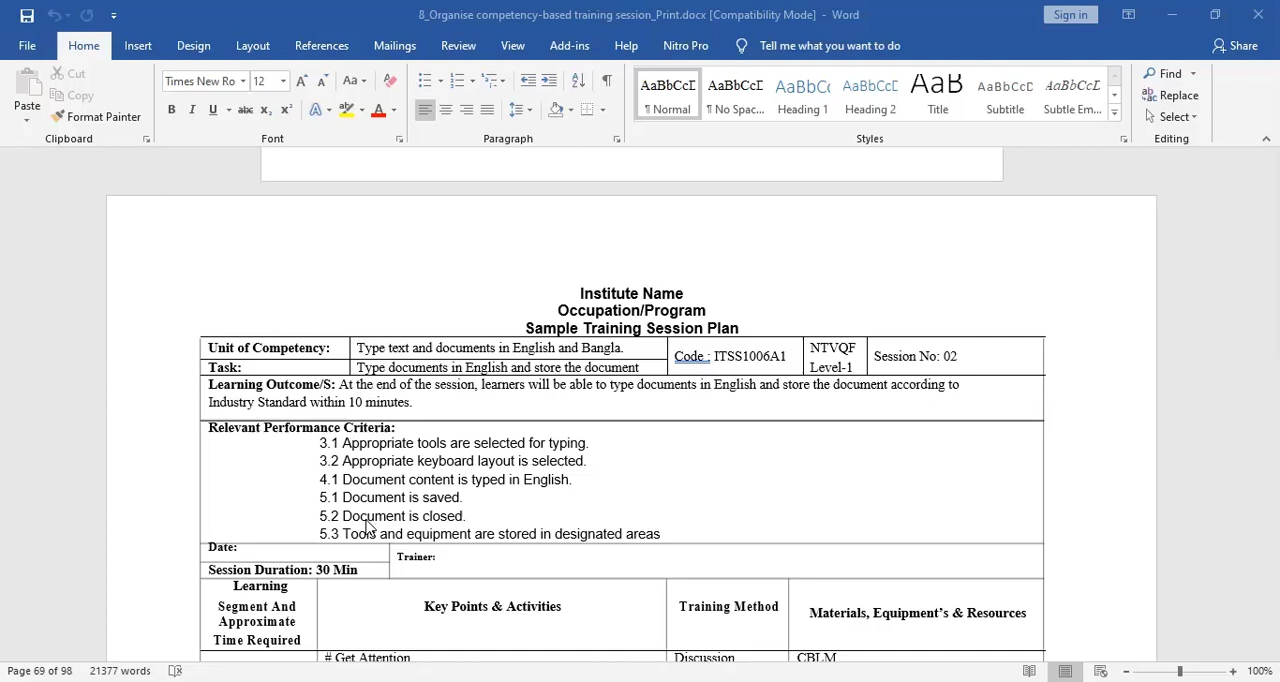 8_Organise competency-based training session_Print.docx [Compatibility Mode] - Word
Sign in
File Home Insert Design Layout References Mailings Review View Add-ins Help Nitro Pro Tell me what you want to do Share
Paste
Cut
Copy
Format Painter
Clipboard
Times New Ro 12
Font
Paragraph
AaBbCcI AaBbCcI AaBbCc AaBbCcI AaB AaBbCcD AaBbCcD
¶ Normal ¶ No Spac... Heading 1 Heading 2 Title Subtitle Subtle Em...
Styles
Find
Replace
Select
Editing
Institute Name
Occupation/Program
Sample Training Session Plan
Unit of Competency: Type text and documents in English and Bangla.
Task: Type documents in English and store the document
Code : ITSS1006A1
NTVQF
Level-1
Session No: 02
Learning Outcome/S: At the end of the session, learners will be able to type documents in English and store the document according to
Industry Standard within 10 minutes.
Relevant Performance Criteria:
3.1 Appropriate tools are selected for typing.
3.2 Appropriate keyboard layout is selected.
4.1 Document content is typed in English.
5.1 Document is saved.
5.2 Document is closed.
5.3 Tools and equipment are stored in designated areas
Date:
Trainer:
Session Duration: 30 Min
Learning
Segment And
Approximate
Time Required
Key Points & Activities
Training Method
Materials, Equipment's & Resources
# Get Attention Discussion CBLM
Page 69 of 98 21377 words 100%